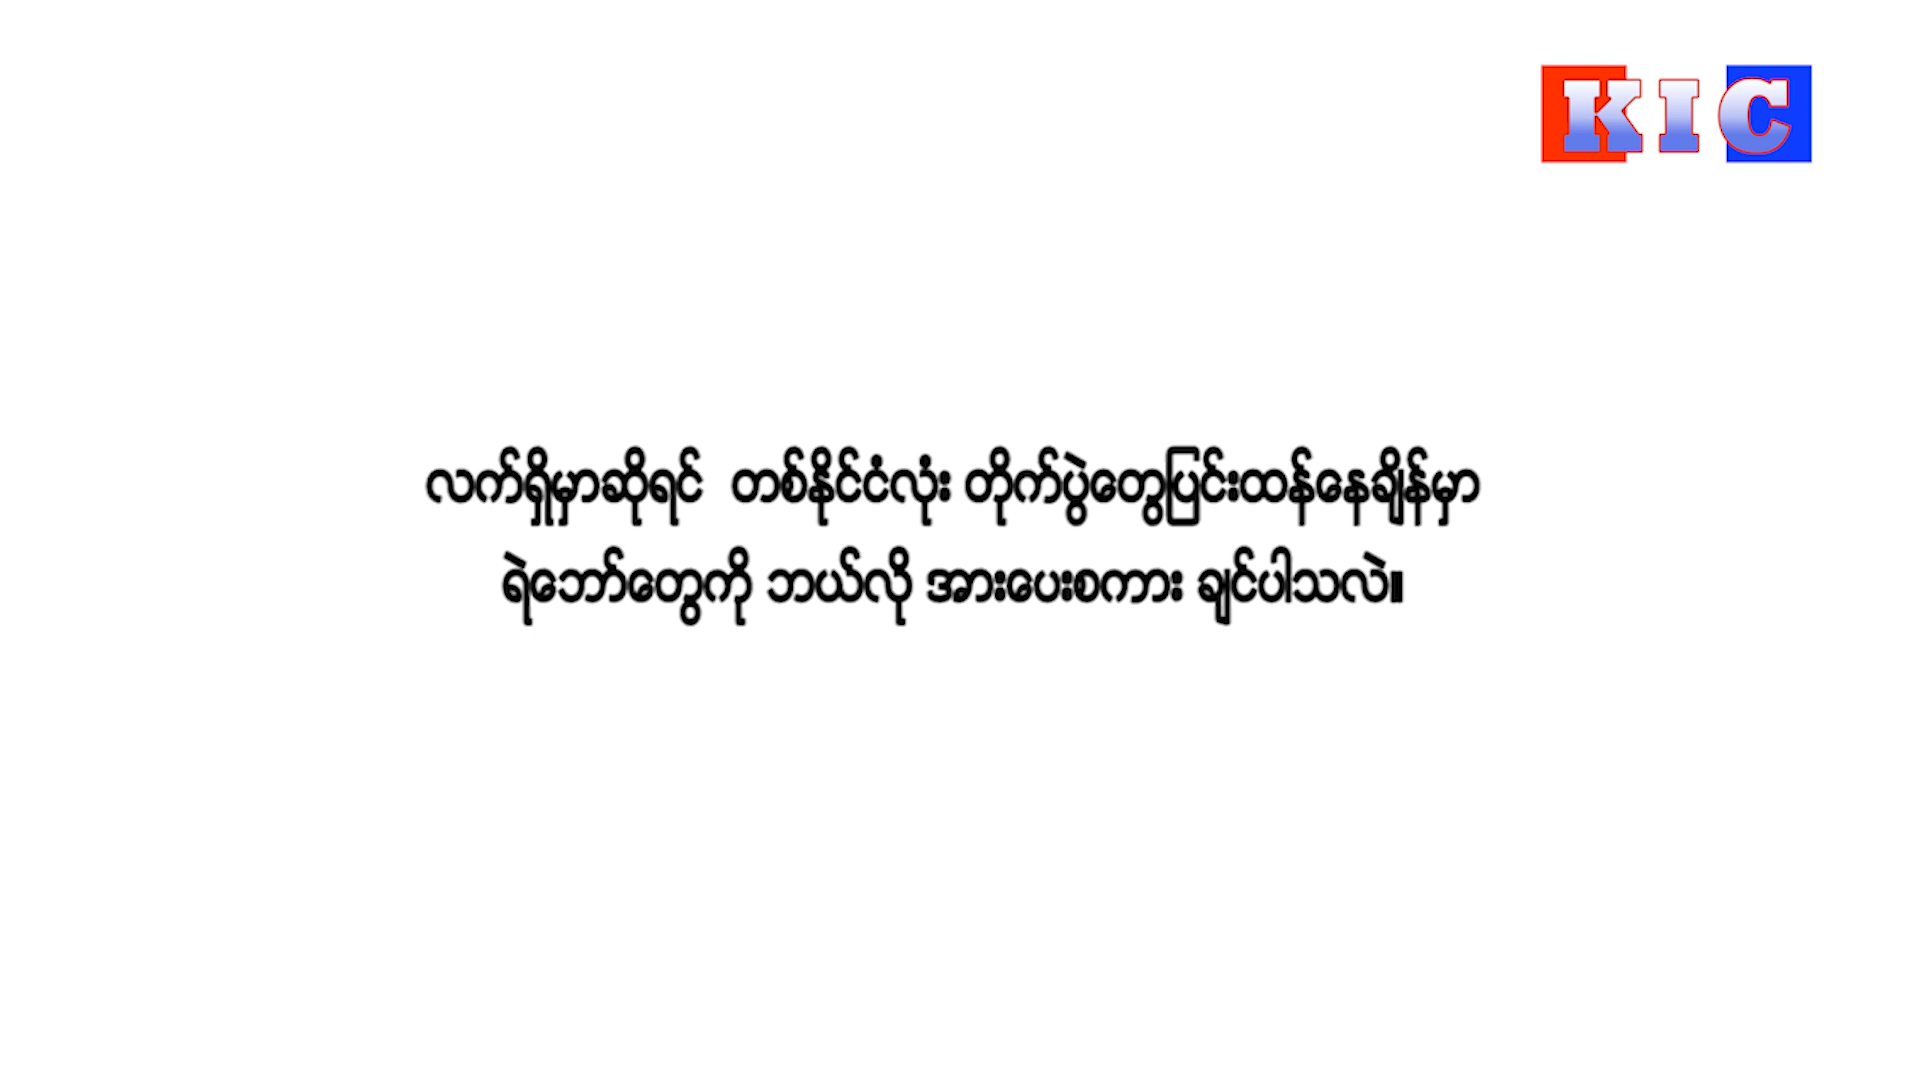 KIC
လက်ရှိမှာဆိုရင် တစ်နိုင်ငံလုံး တိုက်ပွဲတွေပြင်းထန်နေချိန်မှာ
ရဲဘော်တွေကို ဘယ်လို အားပေးစကား ချင်ပါသလဲ။